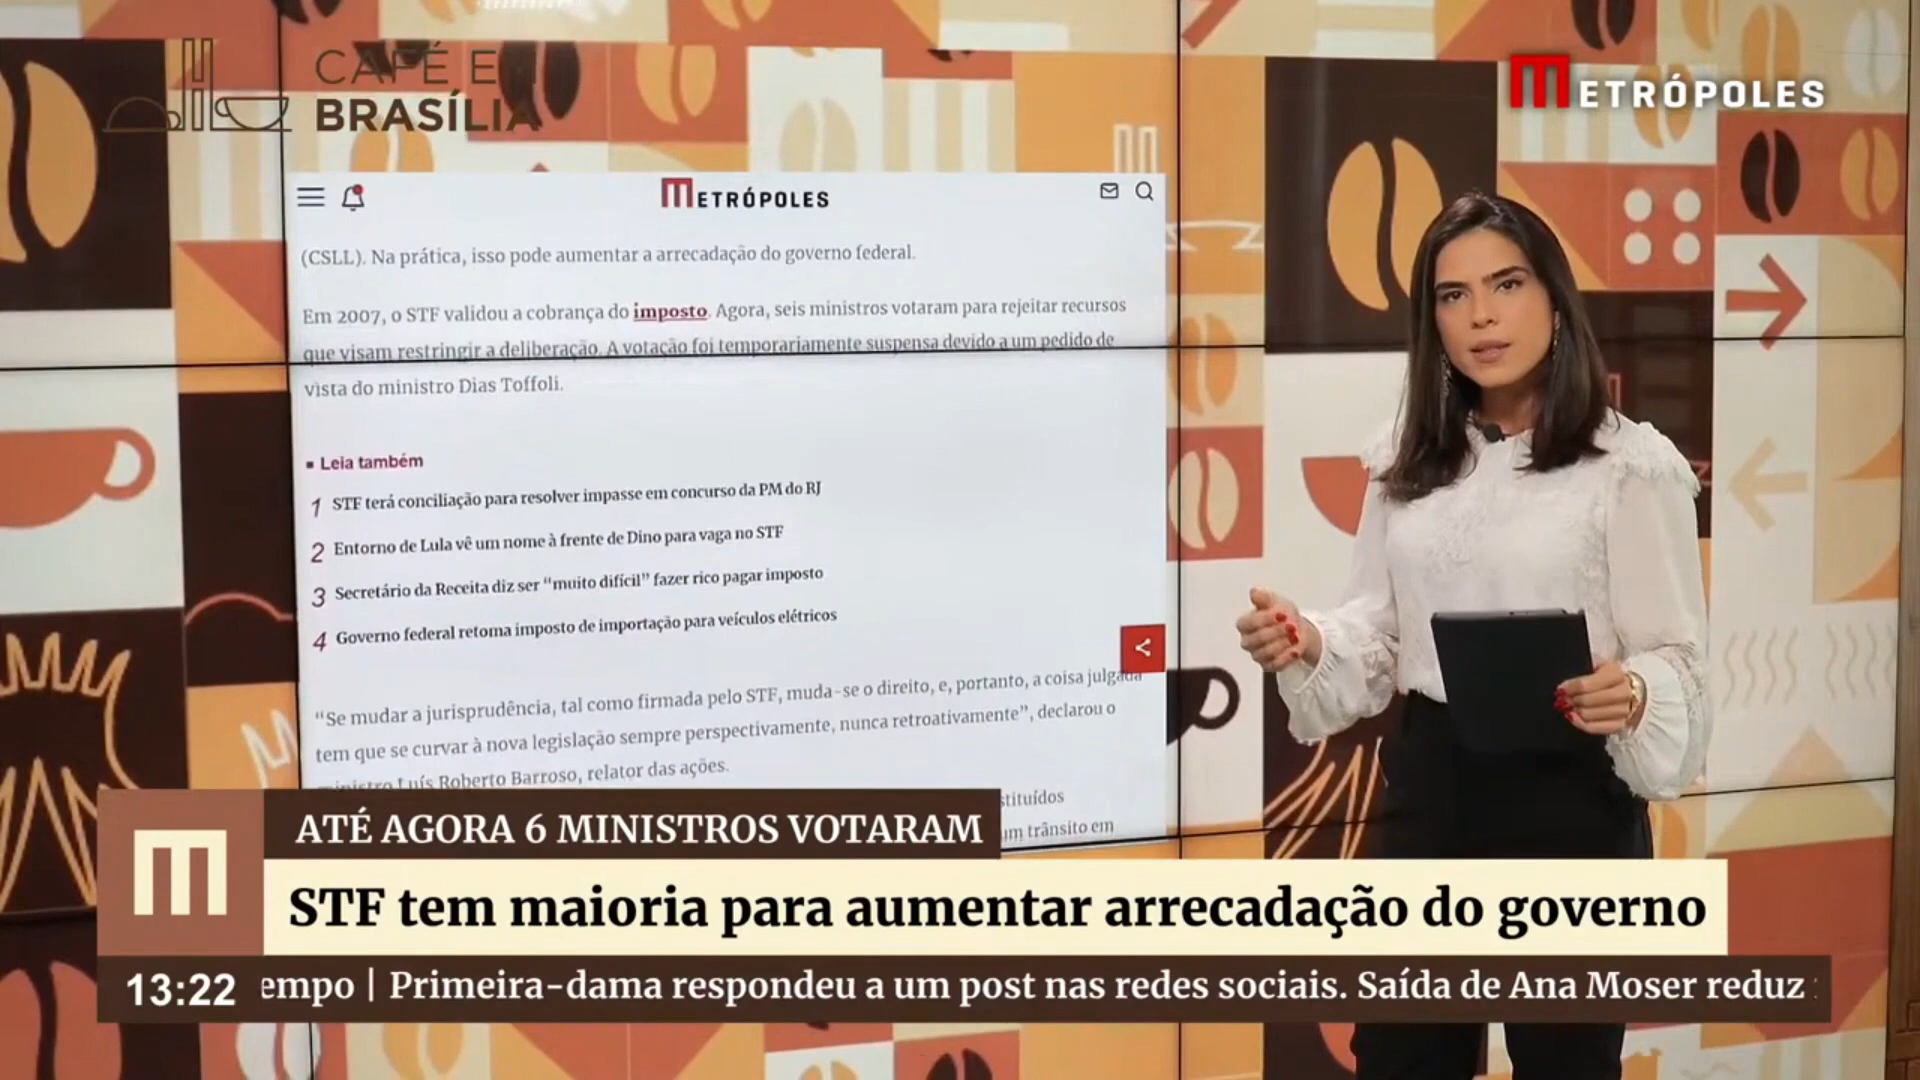 CAFÉ E
BRASÍLIA
METRÓPOLES
METRÓPOLES
(CSLL). Na prática, isso pode aumentar a arrecadação do governo federal.
Em 2007, o STF validou a cobrança do imposto. Agora, seis ministros votaram para rejeitar recursos
que visam restringir a deliberação. A votação foi temporariamente suspensa devido a um pedido de
vista do ministro Dias Toffoli.
Leia também
1 STF terá conciliação para resolver impasse em concurso da PM do RJ
2 Entorno de Lula vê um nome à frente de Dino para vaga no STF
3 Secretário da Receita diz ser “muito difícil” fazer rico pagar imposto
4 Governo federal retoma imposto de importação para veículos elétricos
“Se mudar a jurisprudência, tal como firmada pelo STF, muda-se o direito, e, portanto, a coisa julgada
tem que se curvar à nova legislação sempre perspectivamente, nunca retroativamente”, declarou o
ministro Luís Roberto Barroso, relator das ações.
stituídos
um trânsito em
ATÉ AGORA 6 MINISTROS VOTARAM
M
STF tem maioria para aumentar arrecadação do governo
13:22 empo | Primeira-dama respondeu a um post nas redes sociais. Saída de Ana Moser reduz